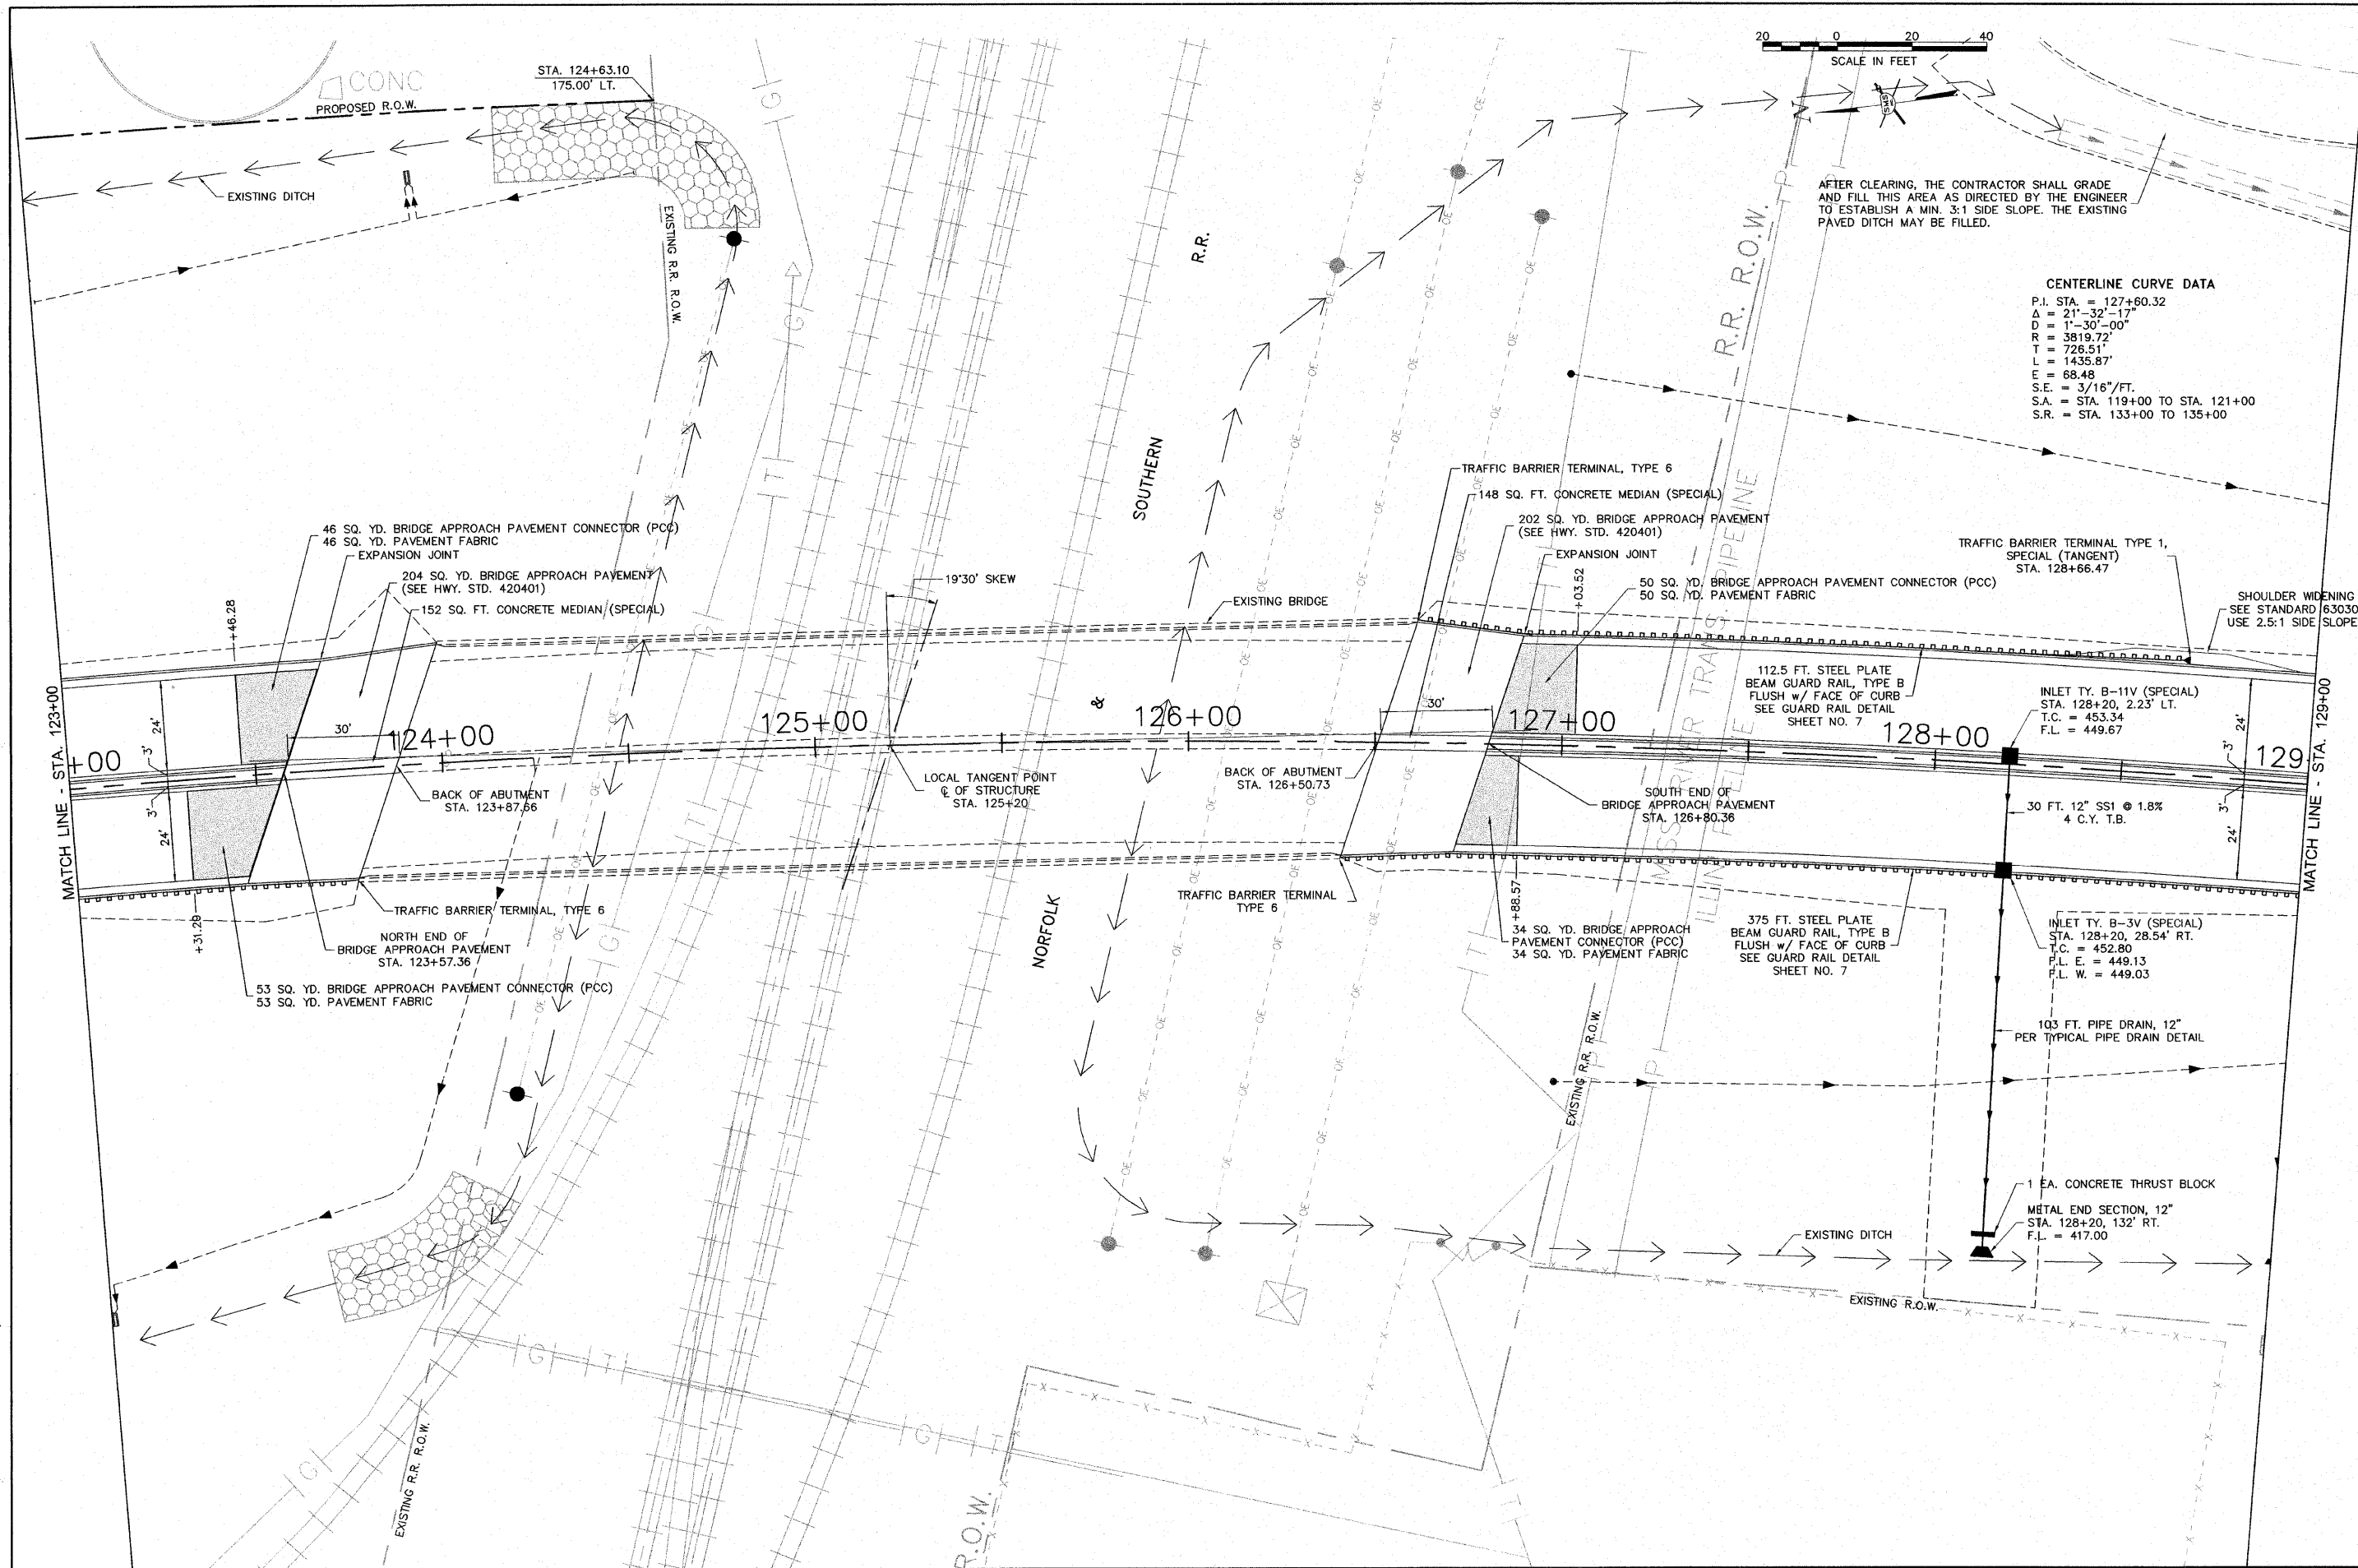 20 0 20 40
SCALE IN FEET
CONC
PROPOSED R.O.W.
STA. 124+63.10
175.00' LT.
EXISTING DITCH
EXISTING R.R. R.O.W.
R.R.
SOUTHERN
&
NORFOLK
N
SMS
AFTER CLEARING, THE CONTRACTOR SHALL GRADE
AND FILL THIS AREA AS DIRECTED BY THE ENGINEER
TO ESTABLISH A MIN. 3:1 SIDE SLOPE. THE EXISTING
PAVED DITCH MAY BE FILLED.
R.R. R.O.W.
CENTERLINE CURVE DATA
P.I. STA. = 127+60.32
Δ = 21°-32'-17"
D = 1°-30'-00"
R = 3819.72'
T = 726.51'
L = 1435.87'
E = 68.48
S.E. = 3/16"/FT.
S.A. = STA. 119+00 TO STA. 121+00
S.R. = STA. 133+00 TO 135+00
46 SQ. YD. BRIDGE APPROACH PAVEMENT CONNECTOR (PCC)
46 SQ. YD. PAVEMENT FABRIC
EXPANSION JOINT
204 SQ. YD. BRIDGE APPROACH PAVEMENT
(SEE HWY. STD. 420401)
152 SQ. FT. CONCRETE MEDIAN (SPECIAL)
+46.28
19°30' SKEW
EXISTING BRIDGE
TRAFFIC BARRIER TERMINAL, TYPE 6
148 SQ. FT. CONCRETE MEDIAN (SPECIAL)
202 SQ. YD. BRIDGE APPROACH PAVEMENT
(SEE HWY. STD. 420401)
EXPANSION JOINT
+03.52
50 SQ. YD. BRIDGE APPROACH PAVEMENT CONNECTOR (PCC)
50 SQ. YD. PAVEMENT FABRIC
TRAFFIC BARRIER TERMINAL TYPE 1,
SPECIAL (TANGENT)
STA. 128+66.47
SHOULDER WIDENING
SEE STANDARD 63030
USE 2.5:1 SIDE SLOPE
112.5 FT. STEEL PLATE
BEAM GUARD RAIL, TYPE B
FLUSH w/ FACE OF CURB
SEE GUARD RAIL DETAIL
SHEET NO. 7
INLET TY. B-11V (SPECIAL)
STA. 128+20, 2.23' LT.
T.C. = 453.34
F.L. = 449.67
MATCH LINE - STA. 123+00
+00
24'
3'
3'
24'
30'
124+00
125+00
126+00
30'
127+00
128+00
129
24'
3'
3'
24'
MATCH LINE - STA. 129+00
BACK OF ABUTMENT
STA. 123+87.66
LOCAL TANGENT POINT
℄ OF STRUCTURE
STA. 125+20
BACK OF ABUTMENT
STA. 126+50.73
SOUTH END OF
BRIDGE APPROACH PAVEMENT
STA. 126+80.36
30 FT. 12" SS1 @ 1.8%
4 C.Y. T.B.
TRAFFIC BARRIER TERMINAL, TYPE 6
+31.29
NORTH END OF
BRIDGE APPROACH PAVEMENT
STA. 123+57.36
53 SQ. YD. BRIDGE APPROACH PAVEMENT CONNECTOR (PCC)
53 SQ. YD. PAVEMENT FABRIC
TRAFFIC BARRIER TERMINAL
TYPE 6
+88.57
34 SQ. YD. BRIDGE APPROACH
PAVEMENT CONNECTOR (PCC)
34 SQ. YD. PAVEMENT FABRIC
375 FT. STEEL PLATE
BEAM GUARD RAIL, TYPE B
FLUSH w/ FACE OF CURB
SEE GUARD RAIL DETAIL
SHEET NO. 7
INLET TY. B-3V (SPECIAL)
STA. 128+20, 28.54' RT.
T.C. = 452.80
F.L. E. = 449.13
F.L. W. = 449.03
103 FT. PIPE DRAIN, 12"
PER TYPICAL PIPE DRAIN DETAIL
EXISTING R.R. R.O.W.
1 EA. CONCRETE THRUST BLOCK
METAL END SECTION, 12"
STA. 128+20, 132' RT.
F.L. = 417.00
EXISTING DITCH
EXISTING R.O.W.
EXISTING R.R. R.O.W.
R.O.W.